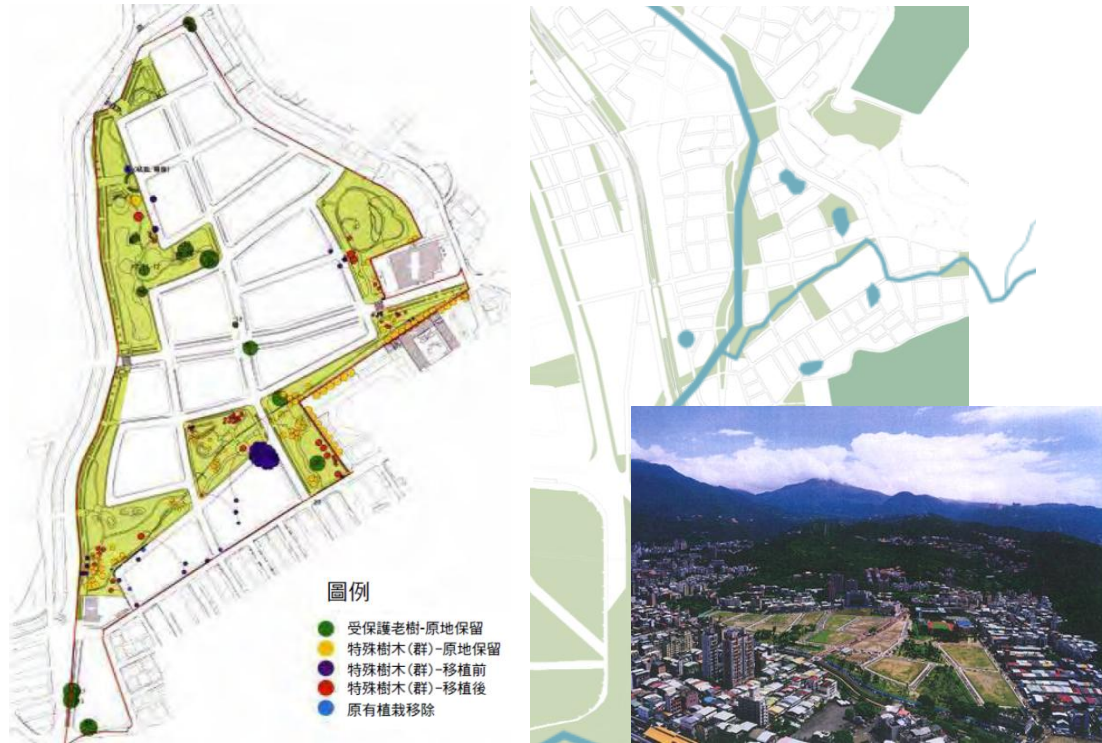 圖例
受保護老樹-原地保留
特殊樹木(群)-原地保留
特殊樹木(群)-移植前
特殊樹木(群)-移植後
原有植栽移除